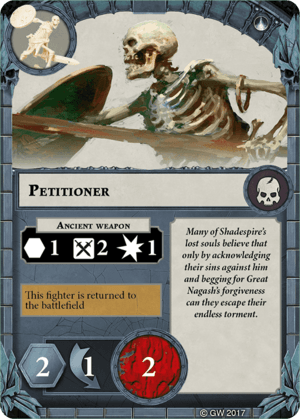 PETITIONER
ANCIENT WEAPON
1 2 1
Many of Shadespire's
lost souls believe that
only by acknowledging
their sins against him
and begging for Great
Nagash's forgiveness
can they escape their
endless torment.
This fighter is returned to
the battlefield
2 1 2
© GW 2017